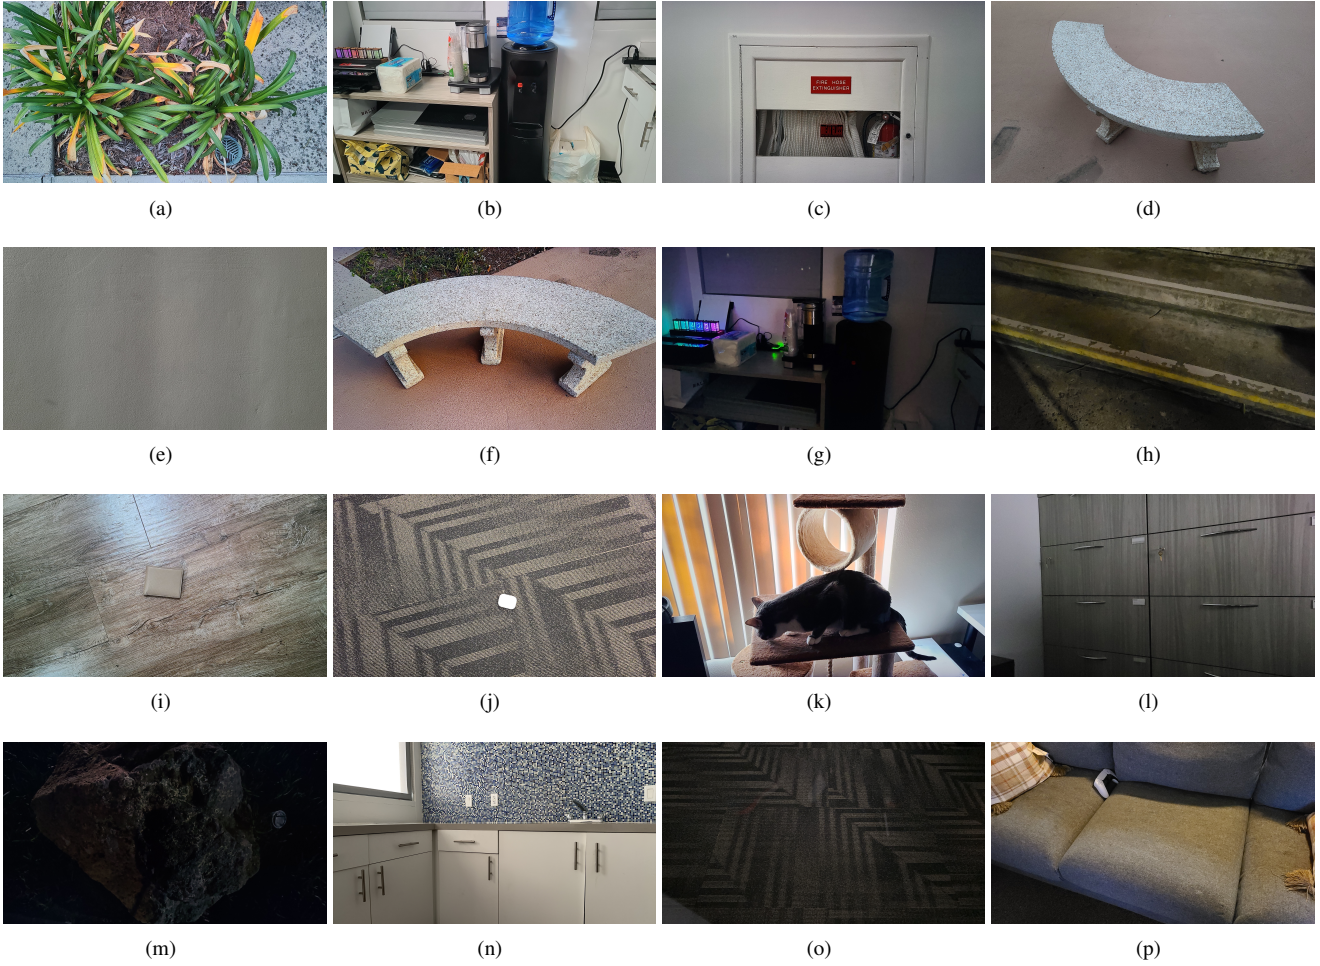 FIRE HOSE
EXTINGUISHER
(a)
(b)
(c)
(d)
(e)
(f)
(g)
(h)
(i)
(j)
(k)
(l)
(m)
(n)
(o)
(p)